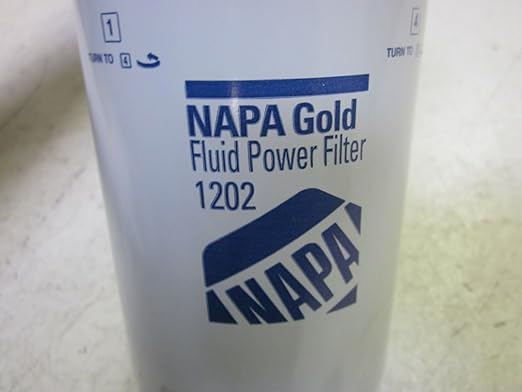 1
TURN TO 4
4
TURN TO
NAPA Gold
Fluid Power Filter
1202
NAPA